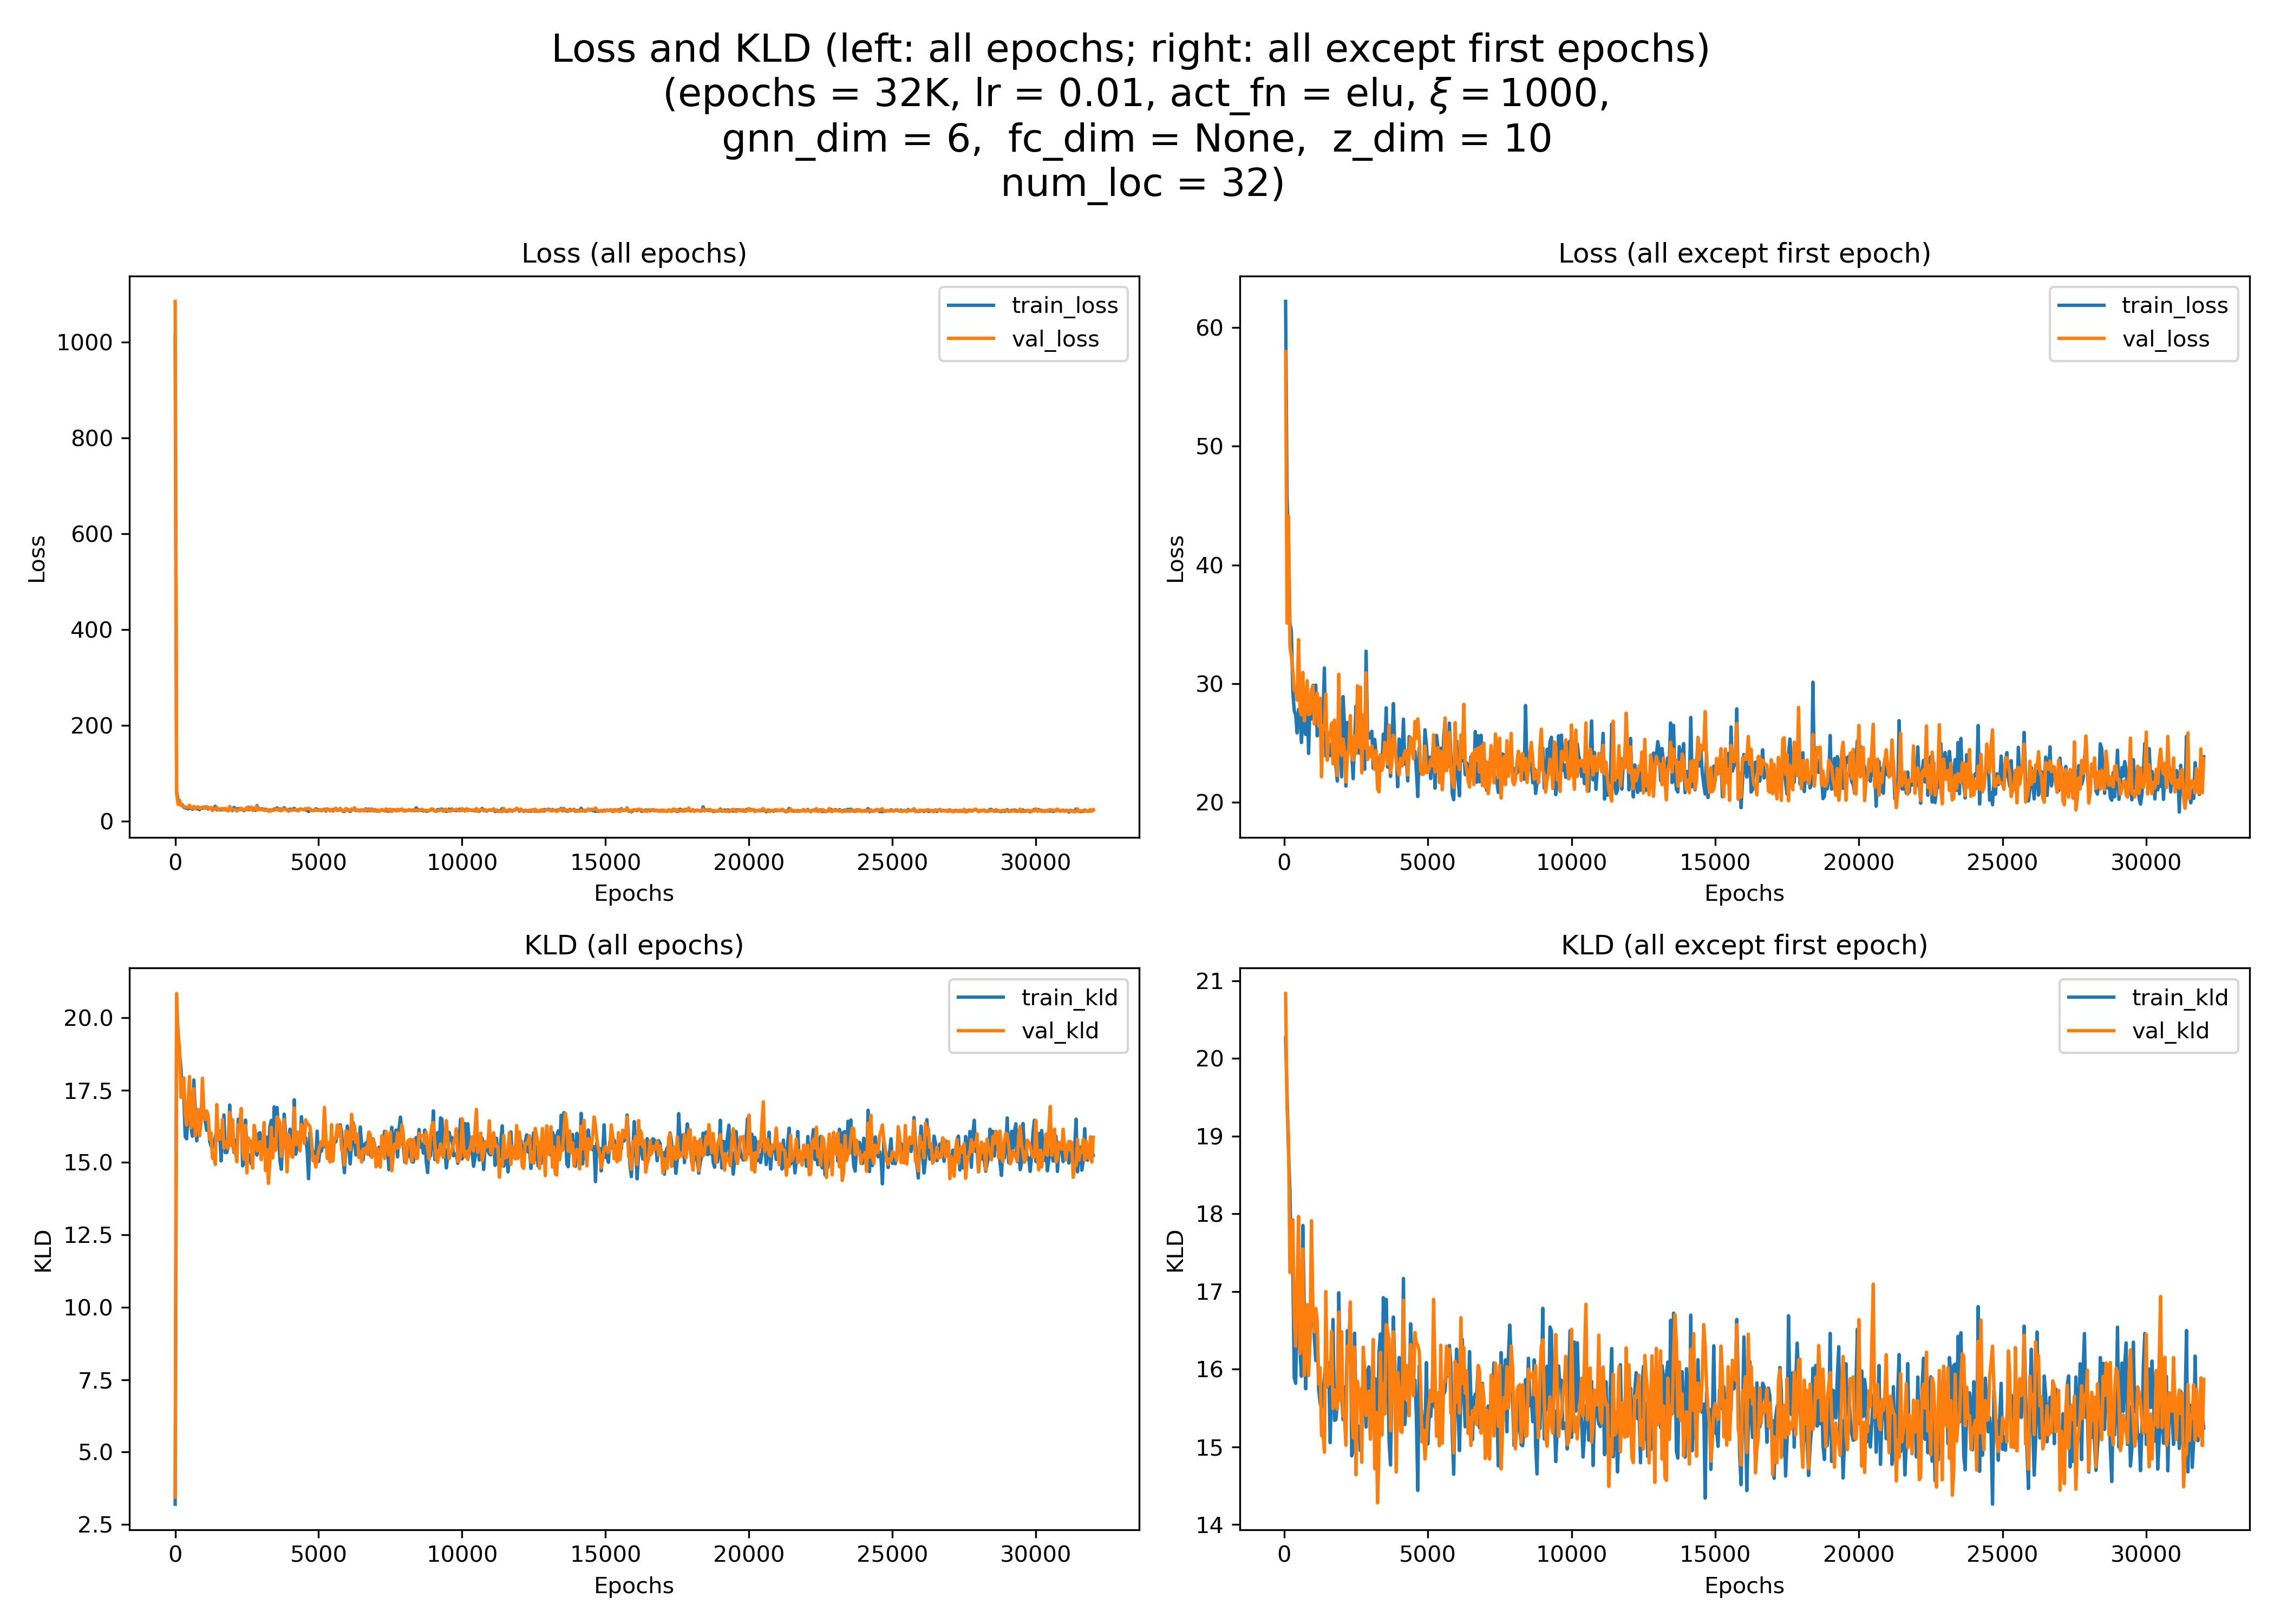 Loss and KLD (left: all epochs; right: all except first epochs)
(epochs = 32K, lr = 0.01, act_fn = elu, ξ = 1000,
gnn_dim = 6,  fc_dim = None,  z_dim = 10
num_loc = 32)
Loss (all epochs)
train_loss
val_loss
1000
800
600
400
200
0
Loss
0 5000 10000 15000 20000 25000 30000
Epochs
Loss (all except first epoch)
train_loss
val_loss
60
50
40
30
20
Loss
0 5000 10000 15000 20000 25000 30000
Epochs
KLD (all epochs)
train_kld
val_kld
20.0
17.5
15.0
12.5
10.0
7.5
5.0
2.5
KLD
0 5000 10000 15000 20000 25000 30000
Epochs
KLD (all except first epoch)
train_kld
val_kld
21
20
19
18
17
16
15
14
KLD
0 5000 10000 15000 20000 25000 30000
Epochs